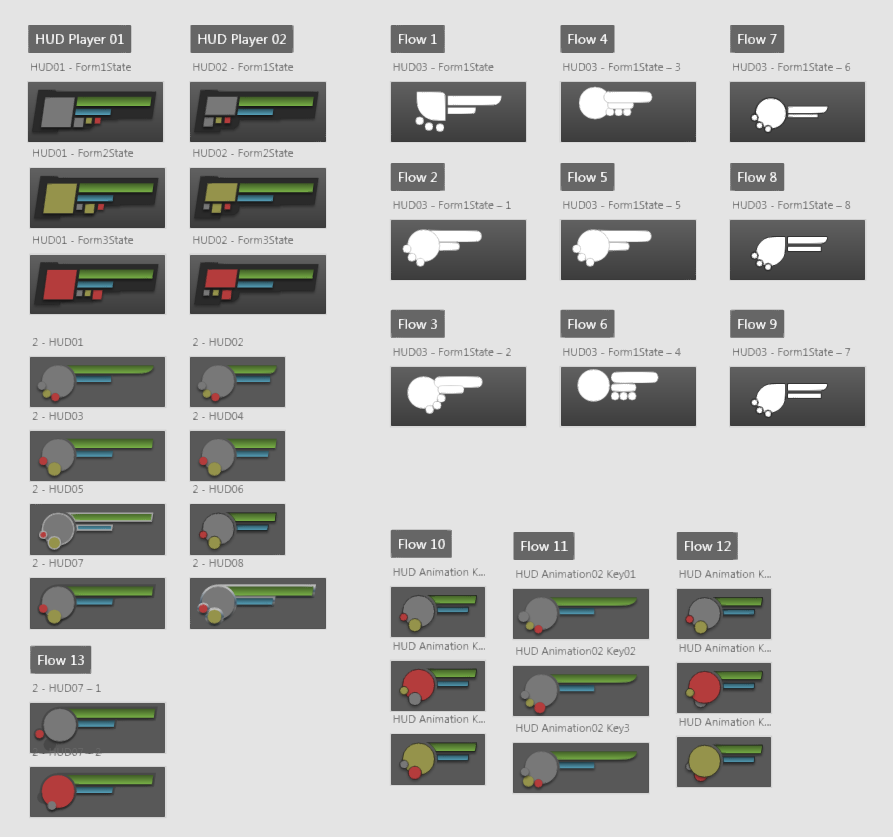 HUD Player 01
HUD Player 02
HUD01 - Form1State
HUD02 - Form1State
HUD01 - Form2State
HUD02 - Form2State
HUD01 - Form3State
HUD02 - Form3State
2 - HUD01
2 - HUD02
2 - HUD03
2 - HUD04
2 - HUD05
2 - HUD06
2 - HUD07
2 - HUD08
Flow 13
2 - HUD07 – 1
2 - HUD07 – 2
Flow 1
HUD03 - Form1State
Flow 4
HUD03 - Form1State – 3
Flow 7
HUD03 - Form1State – 6
Flow 2
HUD03 - Form1State – 1
Flow 5
HUD03 - Form1State – 5
Flow 8
HUD03 - Form1State – 8
Flow 3
HUD03 - Form1State – 2
Flow 6
HUD03 - Form1State – 4
Flow 9
HUD03 - Form1State – 7
Flow 10
HUD Animation K...
HUD Animation K...
HUD Animation K...
Flow 11
HUD Animation02 Key01
HUD Animation02 Key02
HUD Animation02 Key3
Flow 12
HUD Animation K...
HUD Animation K...
HUD Animation K...